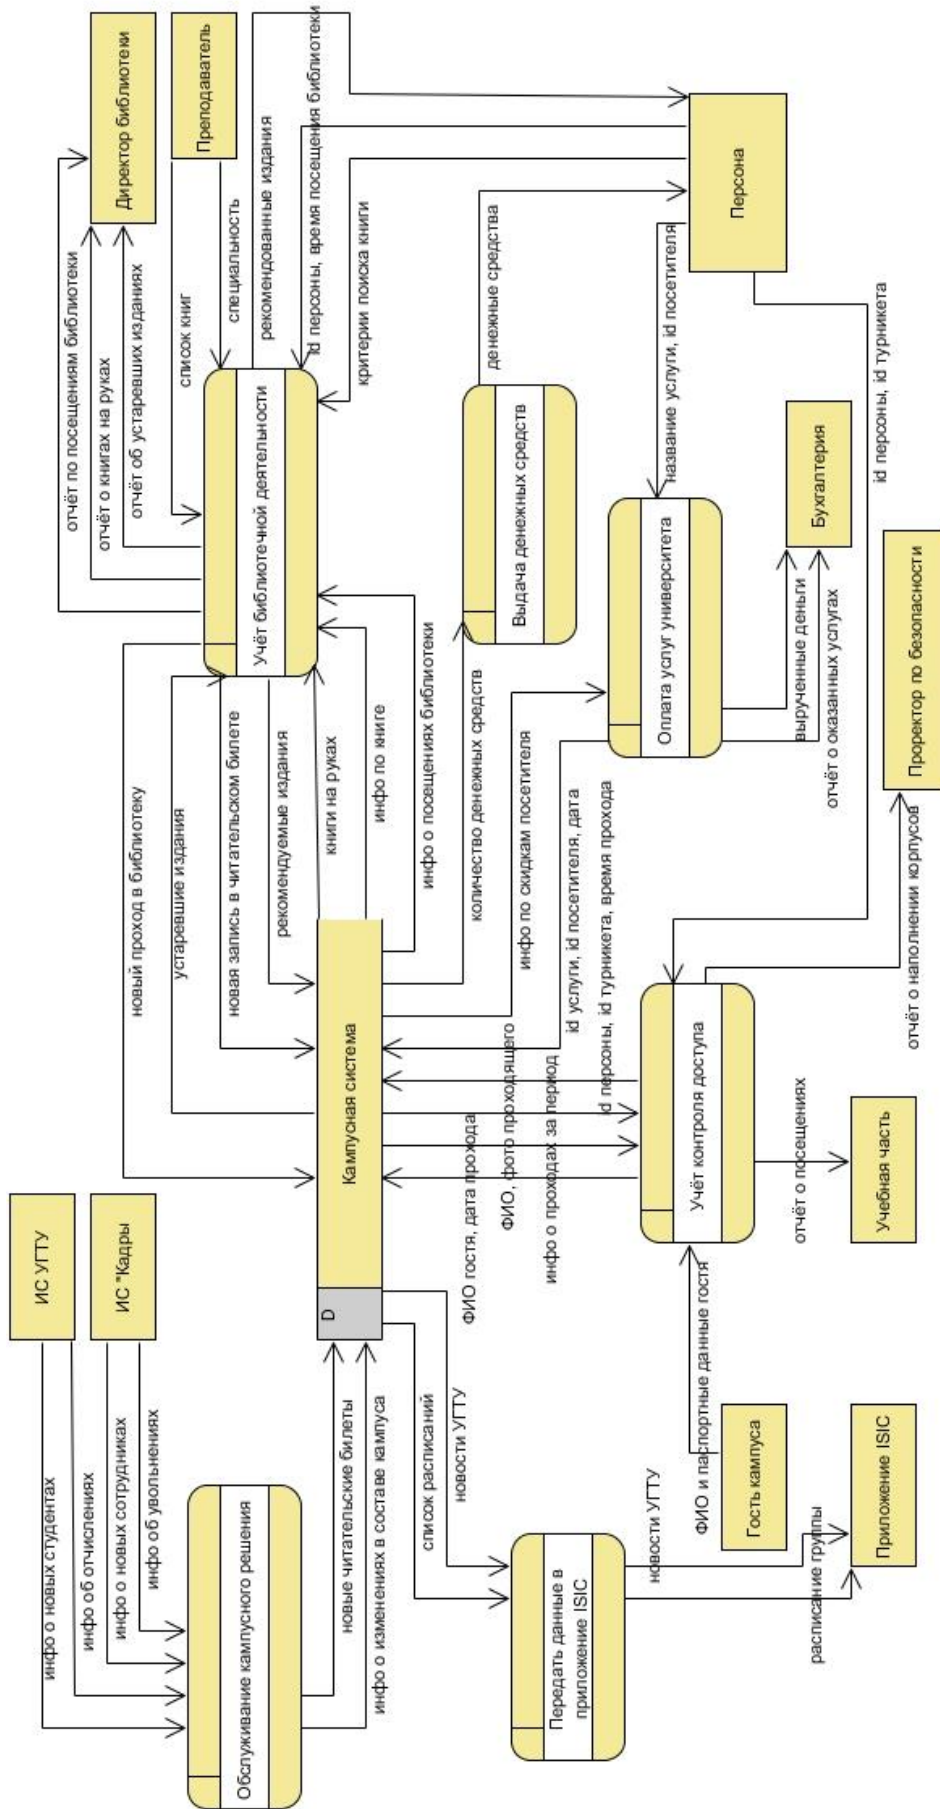 ИС УГТУ
ИС "Кадры
инфо о новых студентах
инфо об отчислениях
инфо о новых сотрудниках
инфо об увольнениях
Обслуживание кампусного решения
новые читательские билеты
инфо о изменениях в составе кампуса
список расписаний
новости УГТУ
Передать данные в
приложение ISIC
новости УГТУ
расписание группы
Приложение ISIC
Гость кампуса
ФИО и паспортные данные гостя
D
Кампусная система
новый проход в библиотеку
устаревшие издания
новая запись в читательском билете
рекомендуемые издания
книги на руках
инфо по книге
инфо о посещениях библиотеки
количество денежных средств
инфо по скидкам посетителя
id услуги, id посетителя, дата
id персоны, id турникета, время прохода
ФИО гостя, дата прохода
ФИО, фото проходящего
инфо о проходах за период
Учёт контроля доступа
отчёт о посещениях
Учебная часть
отчёт о наполнении корпусов
Проректор по безопасности
отчёт по посещениям библиотеки
отчёт о книгах на руках
отчёт об устаревших изданиях
Директор библиотеки
Преподаватель
список книг
специальность
Учёт библиотечной деятельности
рекомендованные издания
id персоны, время посещения библиотеки
критерии поиска книги
Выдача денежных средств
денежные средства
Оплата услуг университета
название услуги, id посетителя
вырученные деньги
отчёт о оказанных услугах
Бухгалтерия
Персона
id персоны, id турникета